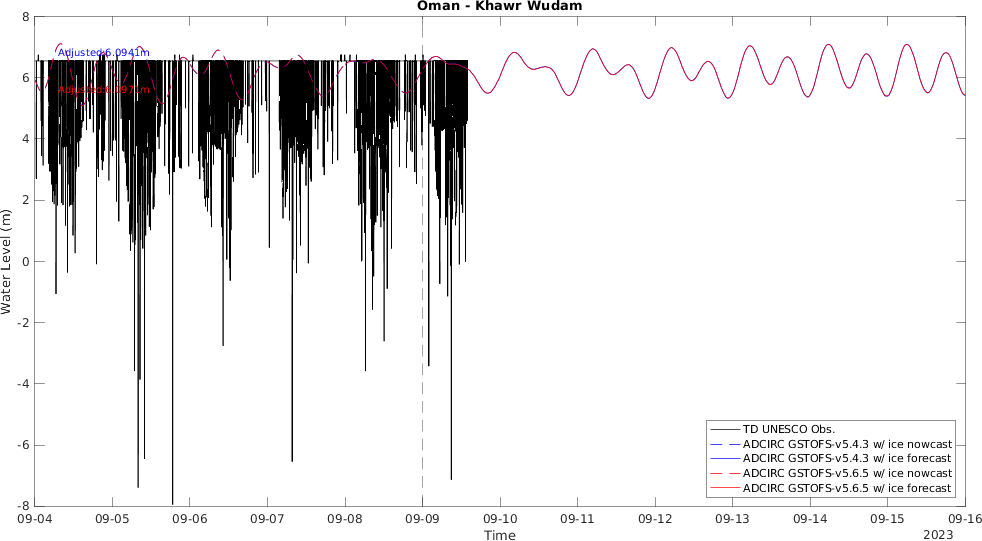 Oman - Khawr Wudam
8
6
4
2
0
-2
-4
-6
-8
Water Level (m)
Adjusted:6.0941m
TD UNESCO Obs.
ADCIRC GSTOFS-v5.4.3 w/ ice nowcast
ADCIRC GSTOFS-v5.4.3 w/ ice forecast
ADCIRC GSTOFS-v5.6.5 w/ ice nowcast
ADCIRC GSTOFS-v5.6.5 w/ ice forecast
09-04 09-05 09-06 09-07 09-08 09-09 09-10 09-11 09-12 09-13 09-14 09-15 09-16
Time
2023